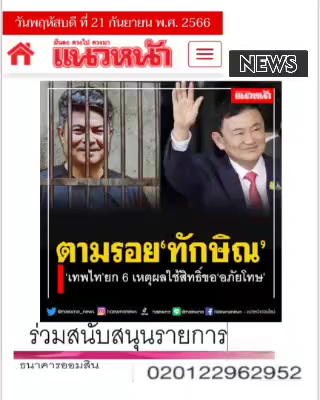 วันพฤหัสบดี ที่ 21 กันยายน พ.ศ. 2566
แนวหน้า
NEWS
แนวหน้า
ตามรอย‘ทักษิณ’
‘เทพไท’ยก 6 เหตุผลใช้สิทธิ์ขอ‘อภัยโทษ’
ร่วมสนับสนุนรายการ
ธนาคารออมสิน
020122962952